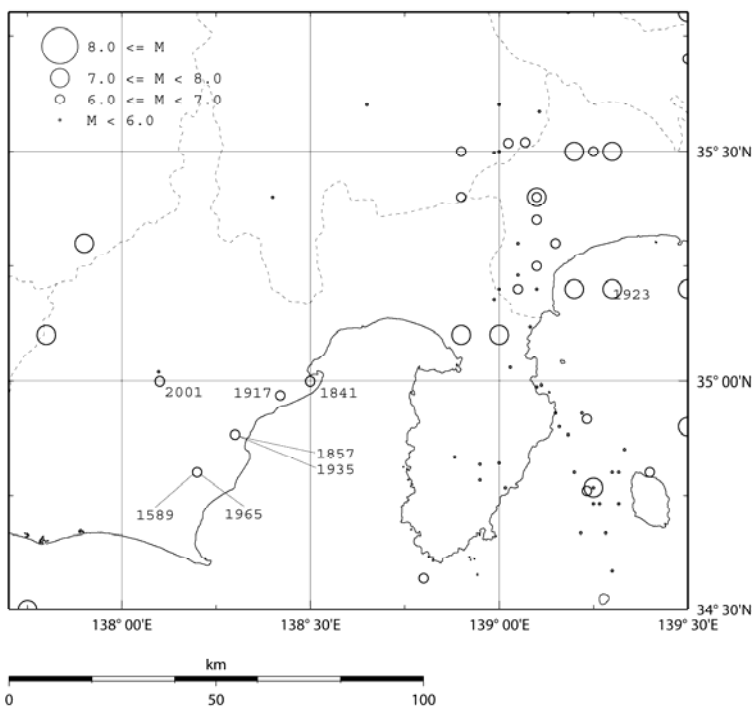 8.0 <= M
7.0 <= M < 8.0
6.0 <= M < 7.0
M < 6.0
35° 30'N
1923
35° 00'N
2001
1917
1841
1857
1935
1589
1965
34° 30'N
138° 00'E
138° 30'E
139° 00'E
139° 30'E
km
0
50
100